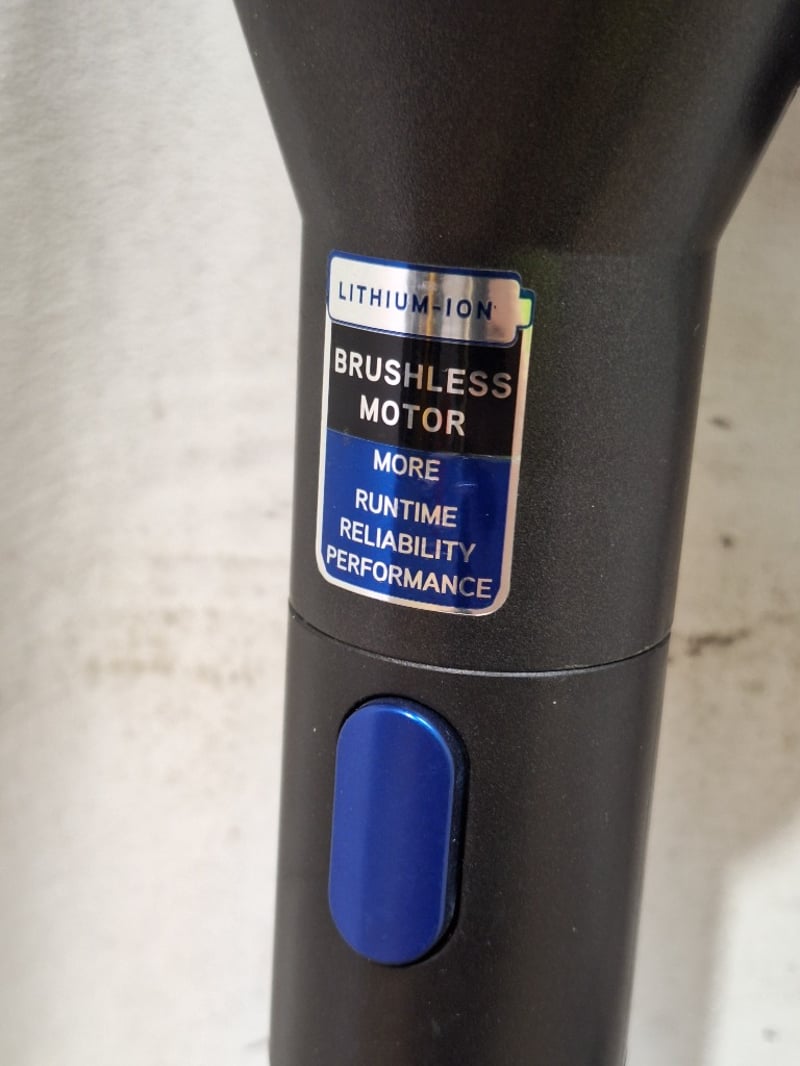 LITHIUM-ION
BRUSHLESS
MOTOR
MORE
RUNTIME
RELIABILITY
PERFORMANCE